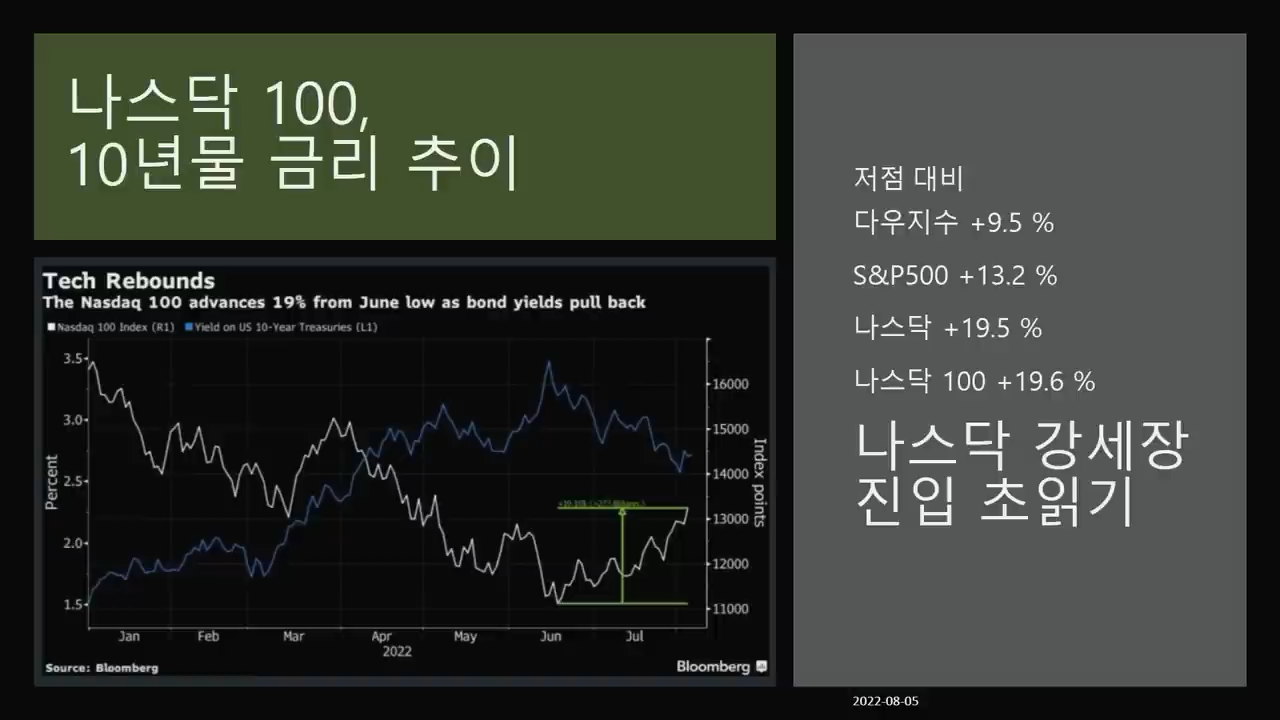 나스닥 100,
10년물 금리 추이
Tech Rebounds
The Nasdaq 100 advances 19% from June low as bond yields pull back
Nasdaq 100 Index (R1) Yield on US 10-Year Treasuries (L1)
3.5
3.0
2.5
2.0
1.5
Percent
16000
15000
14000
13000
12000
11000
Index points
Jan Feb Mar Apr May Jun Jul
2022
Source: Bloomberg
Bloomberg
저점 대비
다우지수 +9.5 %
S&P500 +13.2 %
나스닥 +19.5 %
나스닥 100 +19.6 %
나스닥 강세장
진입 초읽기
2022-08-05